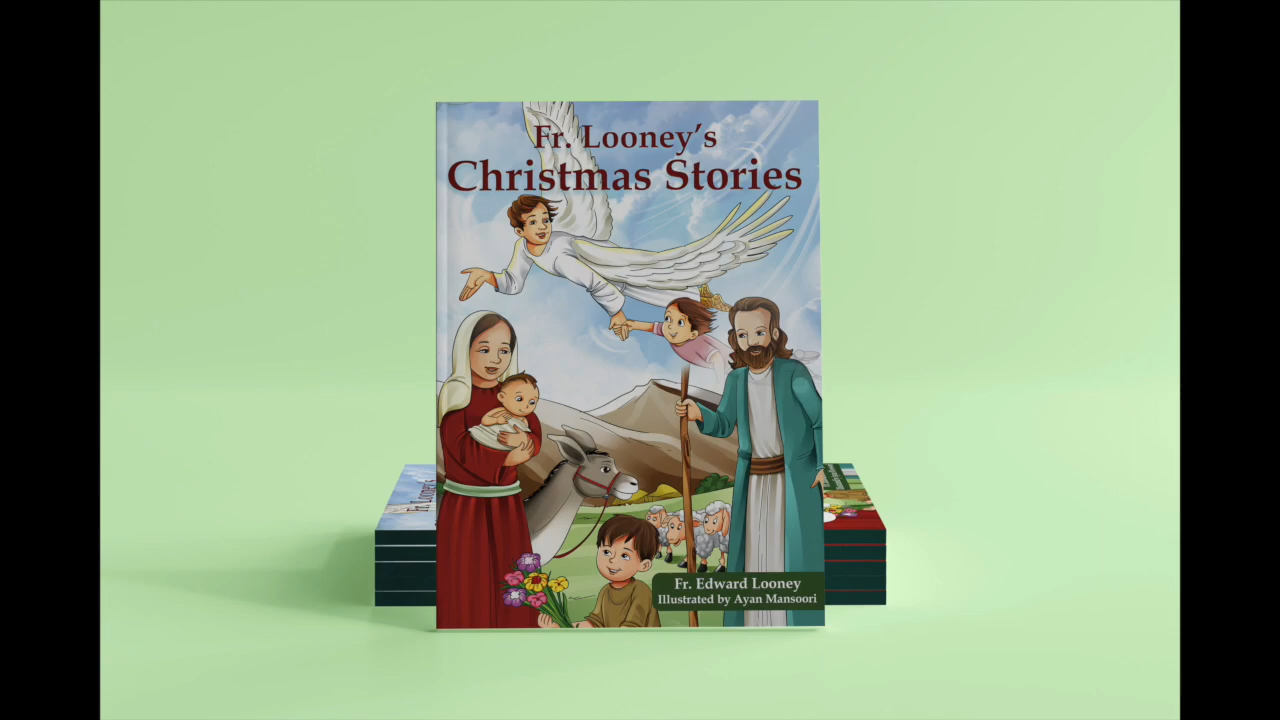 Fr. Looney's
Christmas Stories
Fr. Edward Looney
Illustrated by Ayan Mansoori